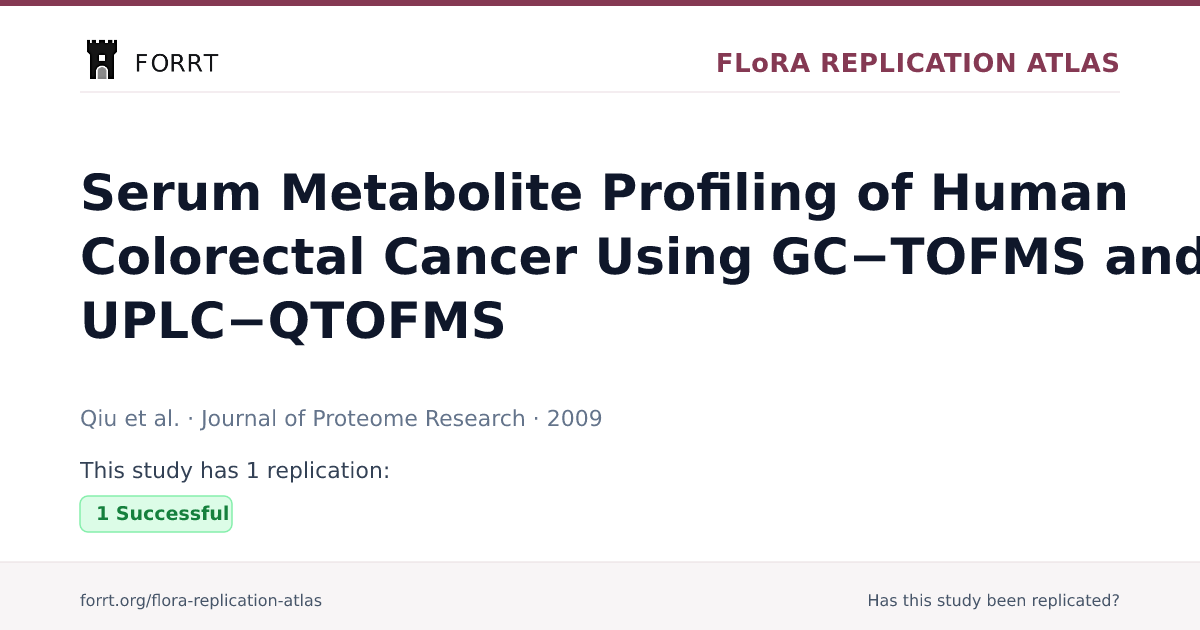 FORRT
FLoRA REPLICATION ATLAS
Serum Metabolite Profiling of Human
Colorectal Cancer Using GC−TOFMS and
UPLC−QTOFMS
Qiu et al. · Journal of Proteome Research · 2009
This study has 1 replication:
1 Successful
forrt.org/flora-replication-atlas
Has this study been replicated?